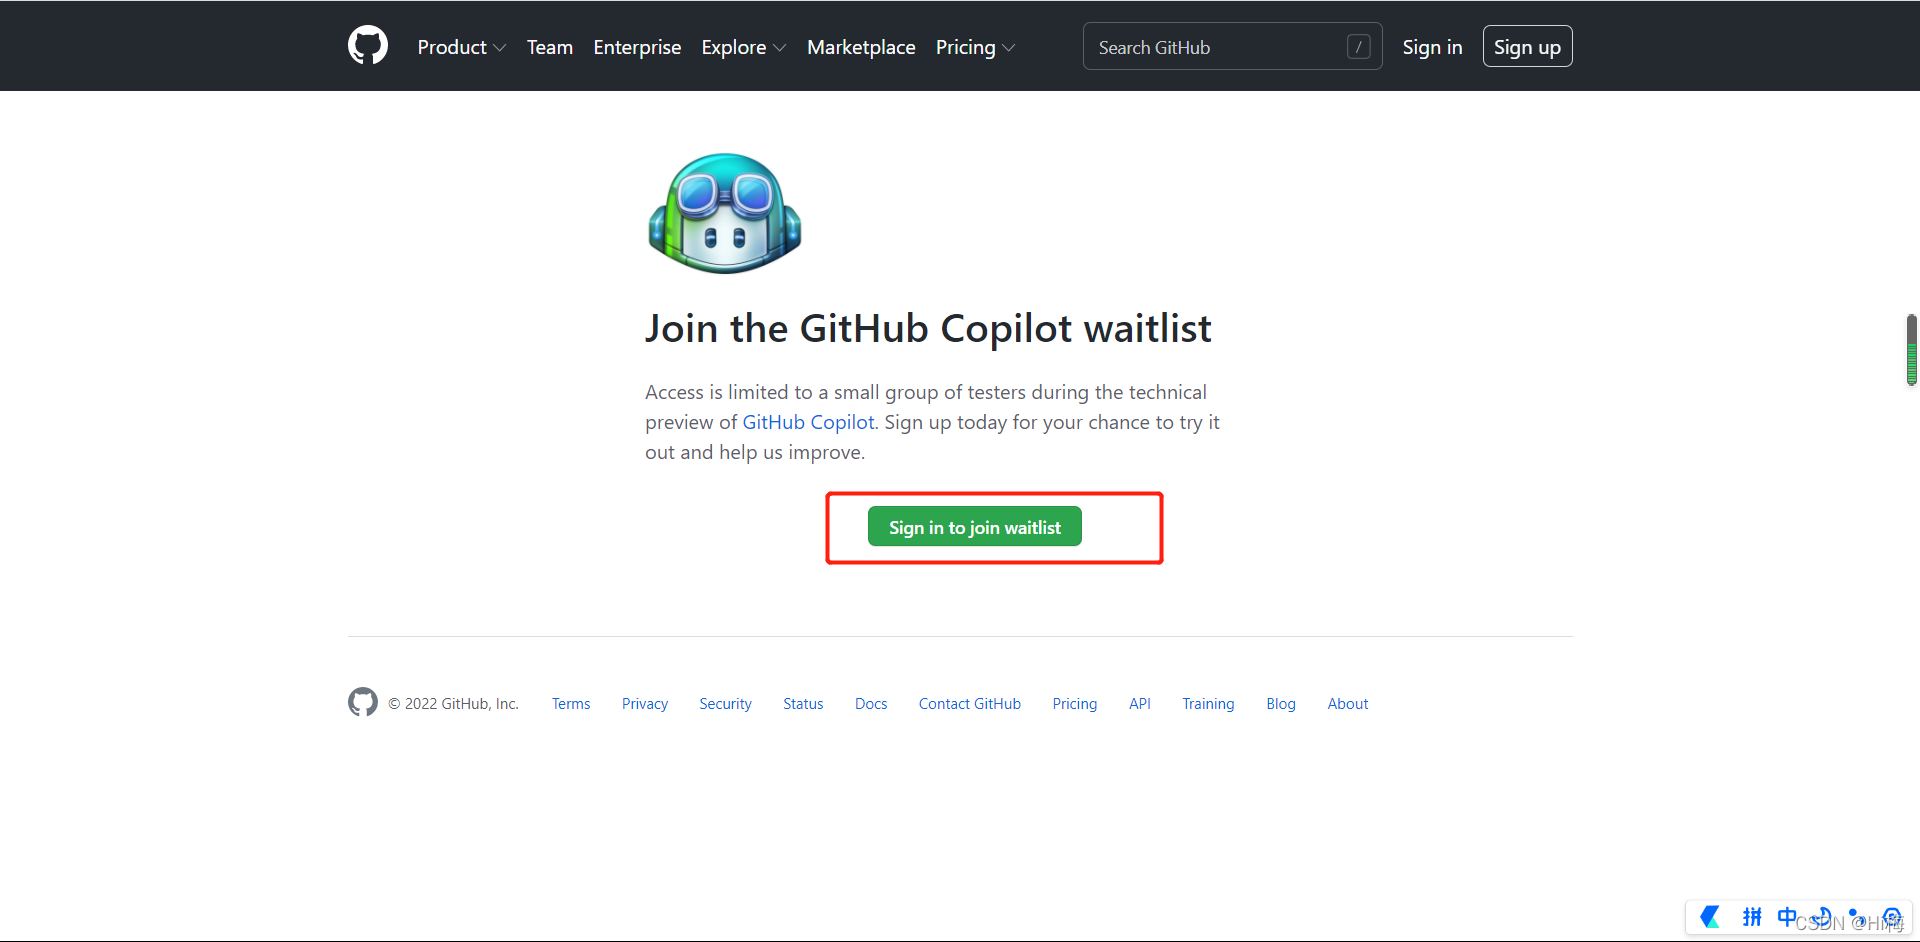 Product Team Enterprise Explore Marketplace Pricing Search GitHub / Sign in Sign up
Join the GitHub Copilot waitlist
Access is limited to a small group of testers during the technical
preview of GitHub Copilot. Sign up today for your chance to try it
out and help us improve.
Sign in to join waitlist
© 2022 GitHub, Inc. Terms Privacy Security Status Docs Contact GitHub Pricing API Training Blog About
拼 中
CSDN @Hi梅